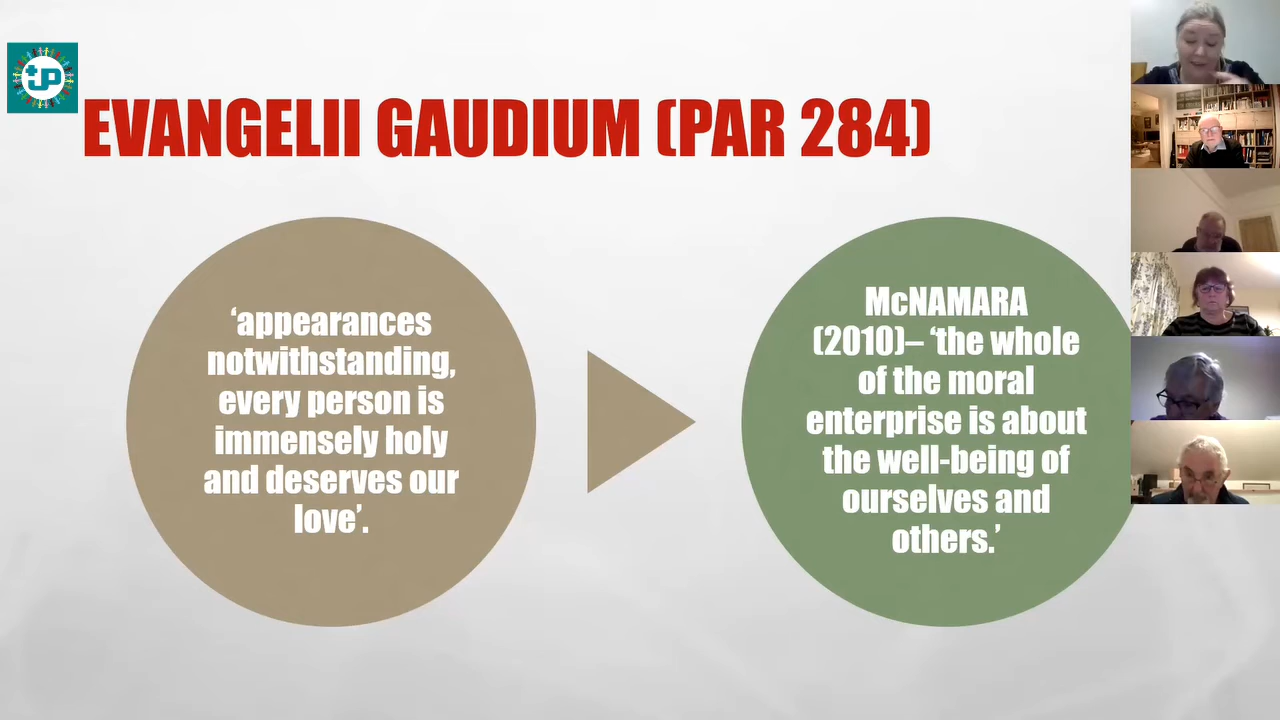 tp
EVANGELII GAUDIUM (PAR 284)
‘appearances
notwithstanding,
every person is
immensely holy
and deserves our
love’.
McNAMARA
(2010)– ‘the whole
of the moral
enterprise is about
the well-being of
ourselves and
others.’